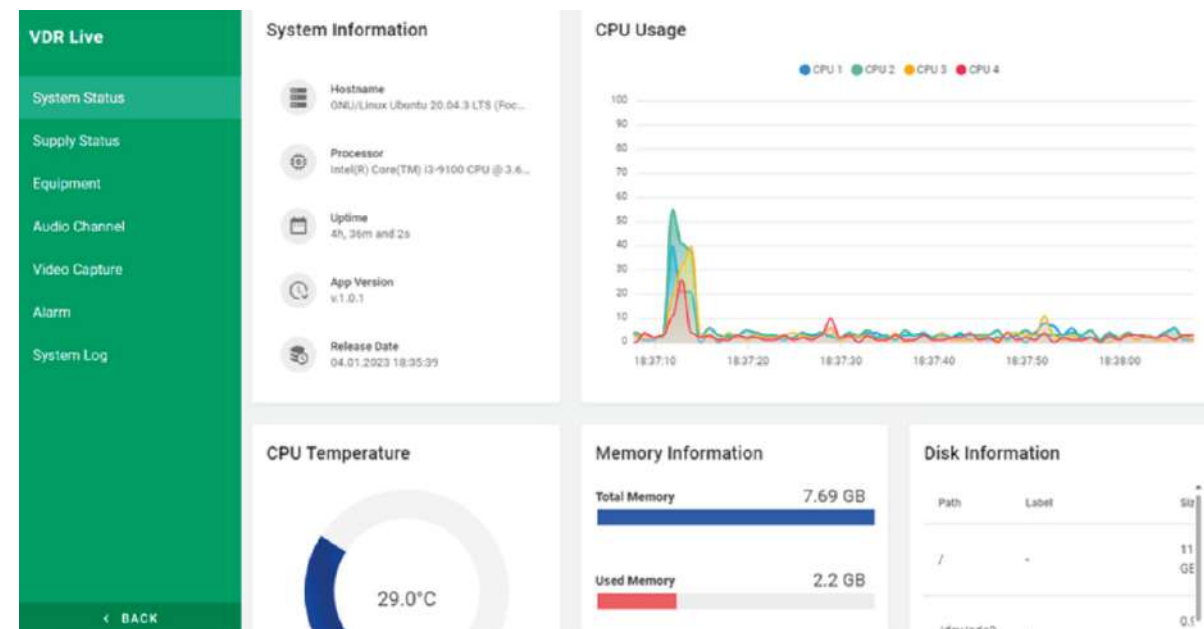 VDR Live
System Status
Supply Status
Equipment
Audio Channel
Video Capture
Alarm
System Log
< BACK
System Information
Hostname
GNU/Linux Ubuntu 20.04.3 LTS (Foc...
Processor
Intel(R) Core(TM) i3-9100 CPU @ 3.6...
Uptime
4h, 36m and 2s
App Version
v.1.0.1
Release Date
04.01.2023 18:35:39
CPU Usage
CPU 1 CPU 2 CPU 3 CPU 4
100
90
80
70
60
50
40
30
20
10
0
18:37:10 18:37:20 18:37:30 18:37:40 18:37:50 18:38:00
CPU Temperature
29.0°C
Memory Information
Total Memory 7.69 GB
Used Memory 2.2 GB
Disk Information
Path Label
/ -